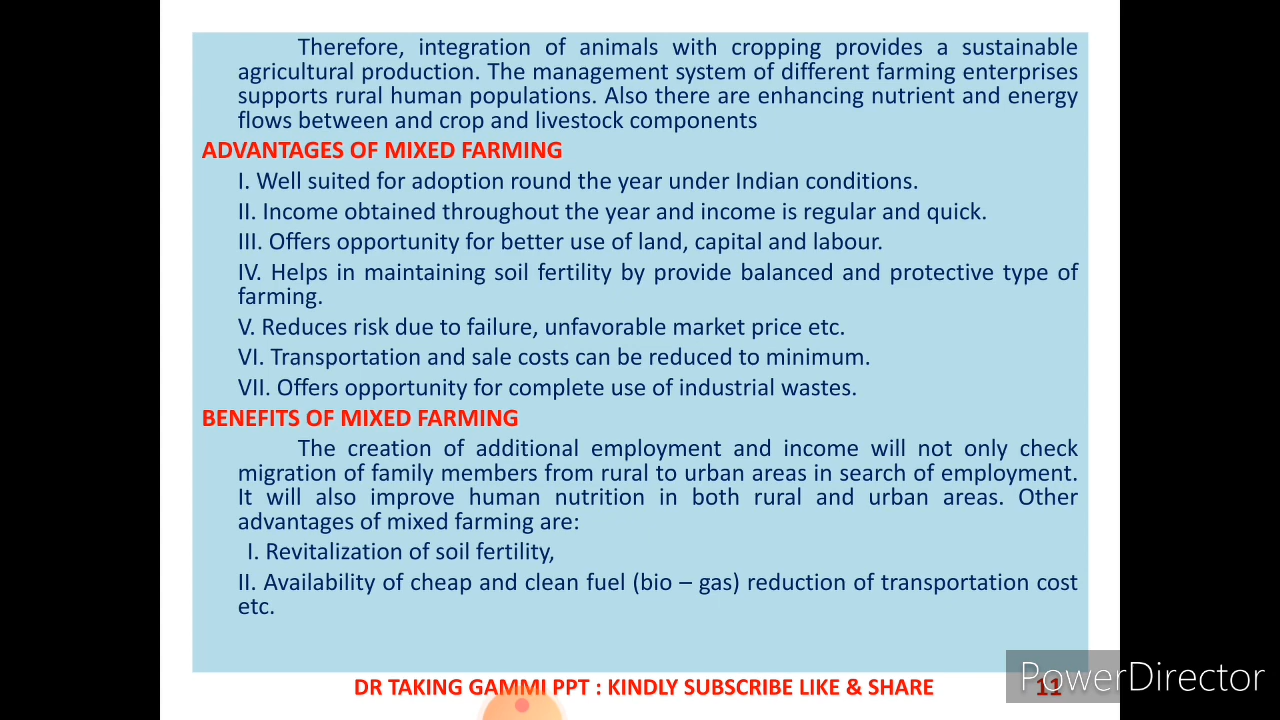 Therefore, integration of animals with cropping provides a sustainable
agricultural production. The management system of different farming enterprises
supports rural human populations. Also there are enhancing nutrient and energy
flows between and crop and livestock components
ADVANTAGES OF MIXED FARMING
I. Well suited for adoption round the year under Indian conditions.
II. Income obtained throughout the year and income is regular and quick.
III. Offers opportunity for better use of land, capital and labour.
IV. Helps in maintaining soil fertility by provide balanced and protective type of
farming.
V. Reduces risk due to failure, unfavorable market price etc.
VI. Transportation and sale costs can be reduced to minimum.
VII. Offers opportunity for complete use of industrial wastes.
BENEFITS OF MIXED FARMING
The creation of additional employment and income will not only check
migration of family members from rural to urban areas in search of employment.
It will also improve human nutrition in both rural and urban areas. Other
advantages of mixed farming are:
I. Revitalization of soil fertility,
II. Availability of cheap and clean fuel (bio – gas) reduction of transportation cost
etc.
DR TAKING GAMMI PPT : KINDLY SUBSCRIBE LIKE & SHARE
11
PowerDirector